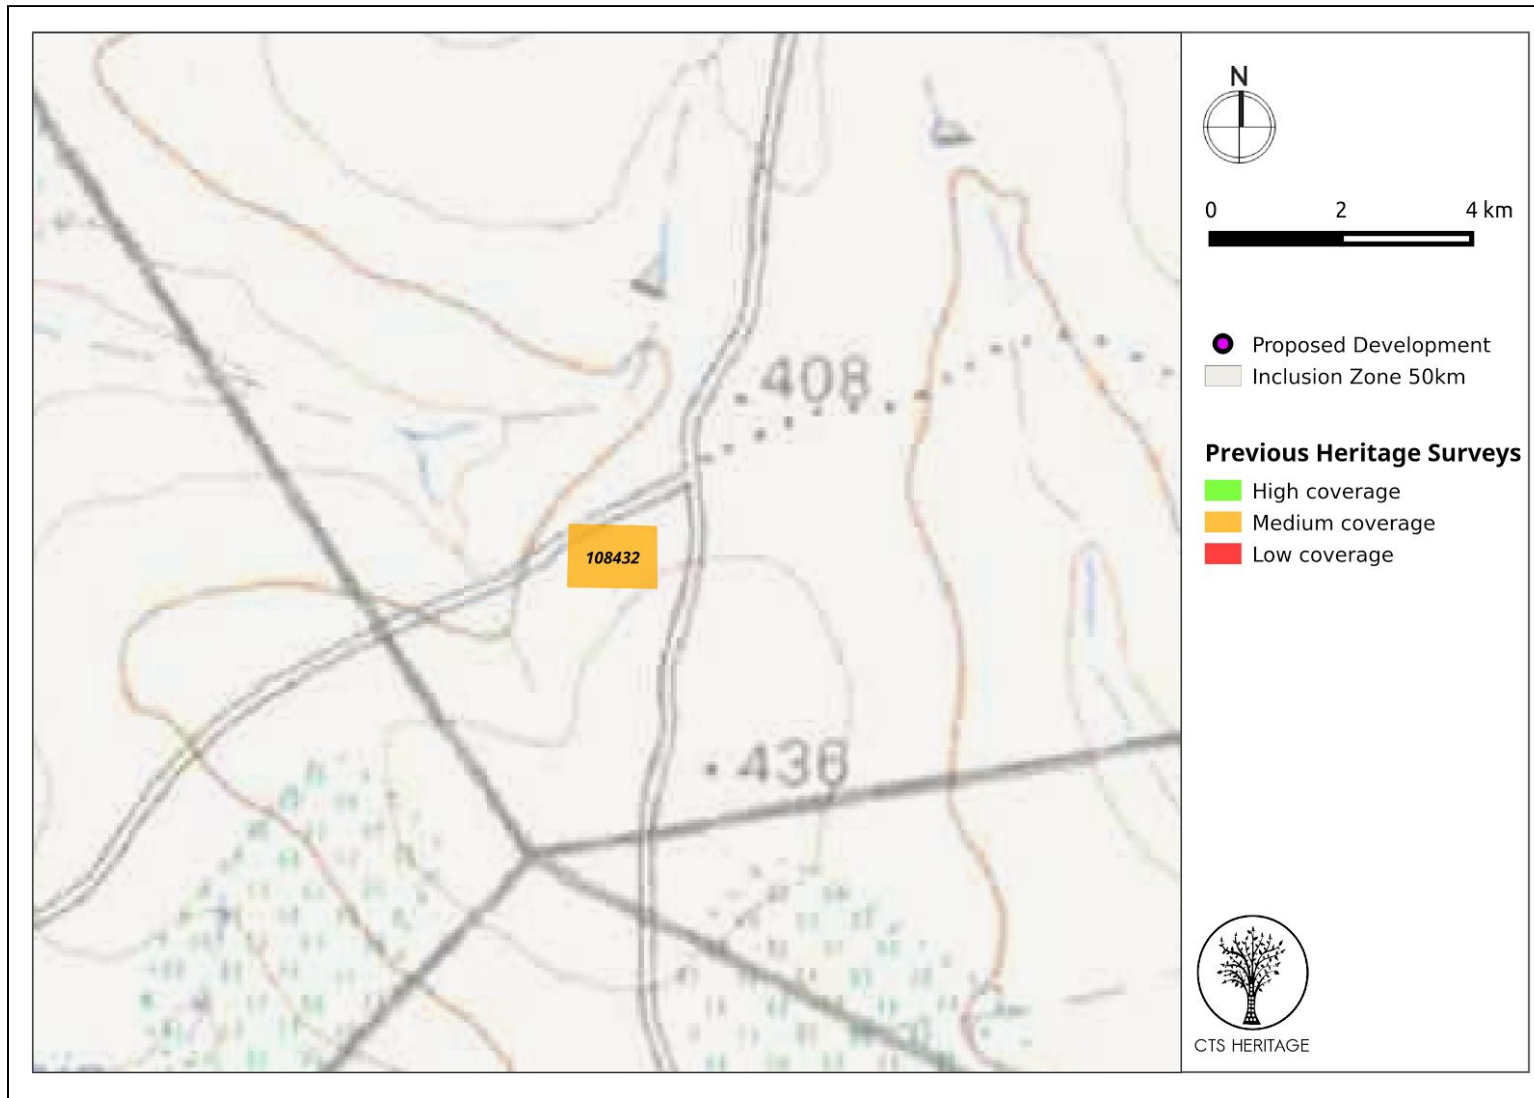 N
0 2 4 km
408
Proposed Development
Inclusion Zone 50km
Previous Heritage Surveys
High coverage
Medium coverage
Low coverage
108432
436
CTS HERITAGE